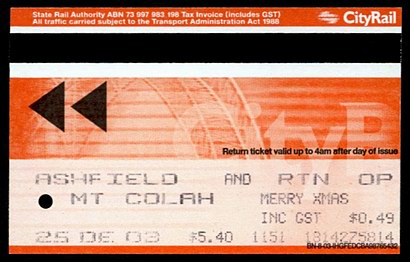 State Rail Authority ABN 73 997 983 198 Tax Invoice (includes GST)
All traffic carried subject to the Transport Administration Act 1988
CityRail
CityR
Return ticket valid up to 4am after day of issue
ASHFIELD AND RTN OP
MT COLAH MERRY XMAS
INC GST $0.49
25 DE 03 $5.40 1151 1314275814
BN-8-03-IHGFEDCBA98765432